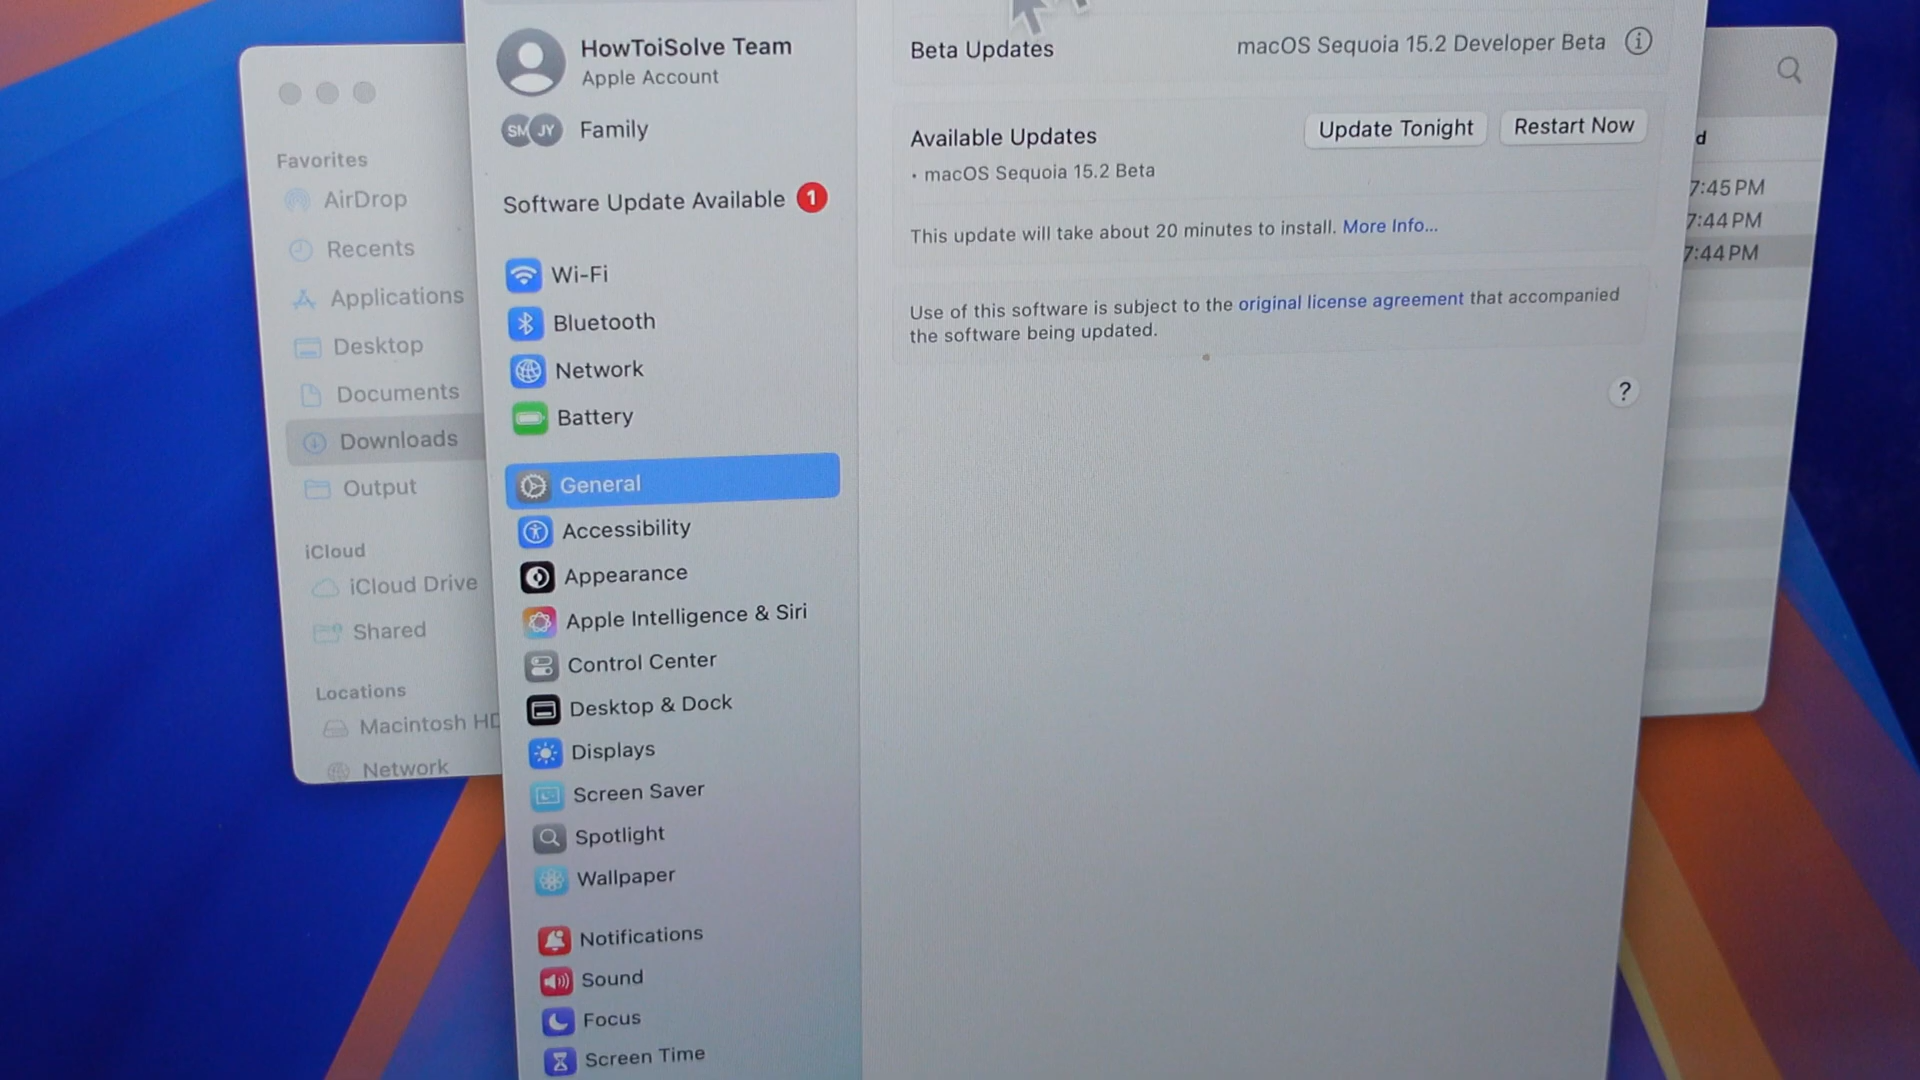 Favorites
AirDrop
Recents
Applications
Desktop
Documents
Downloads
Output
iCloud
iCloud Drive
Shared
Locations
Macintosh HD
Network
HowToiSolve Team
Apple Account
SM JY Family
Software Update Available 1
Wi-Fi
Bluetooth
Network
Battery
General
Accessibility
Appearance
Apple Intelligence & Siri
Control Center
Desktop & Dock
Displays
Screen Saver
Spotlight
Wallpaper
Notifications
Sound
Focus
Screen Time
Beta Updates macOS Sequoia 15.2 Developer Beta
Available Updates Update Tonight Restart Now
• macOS Sequoia 15.2 Beta
This update will take about 20 minutes to install. More Info...
Use of this software is subject to the original license agreement that accompanied
the software being updated.
?
d
7:45 PM
7:44 PM
7:44 PM